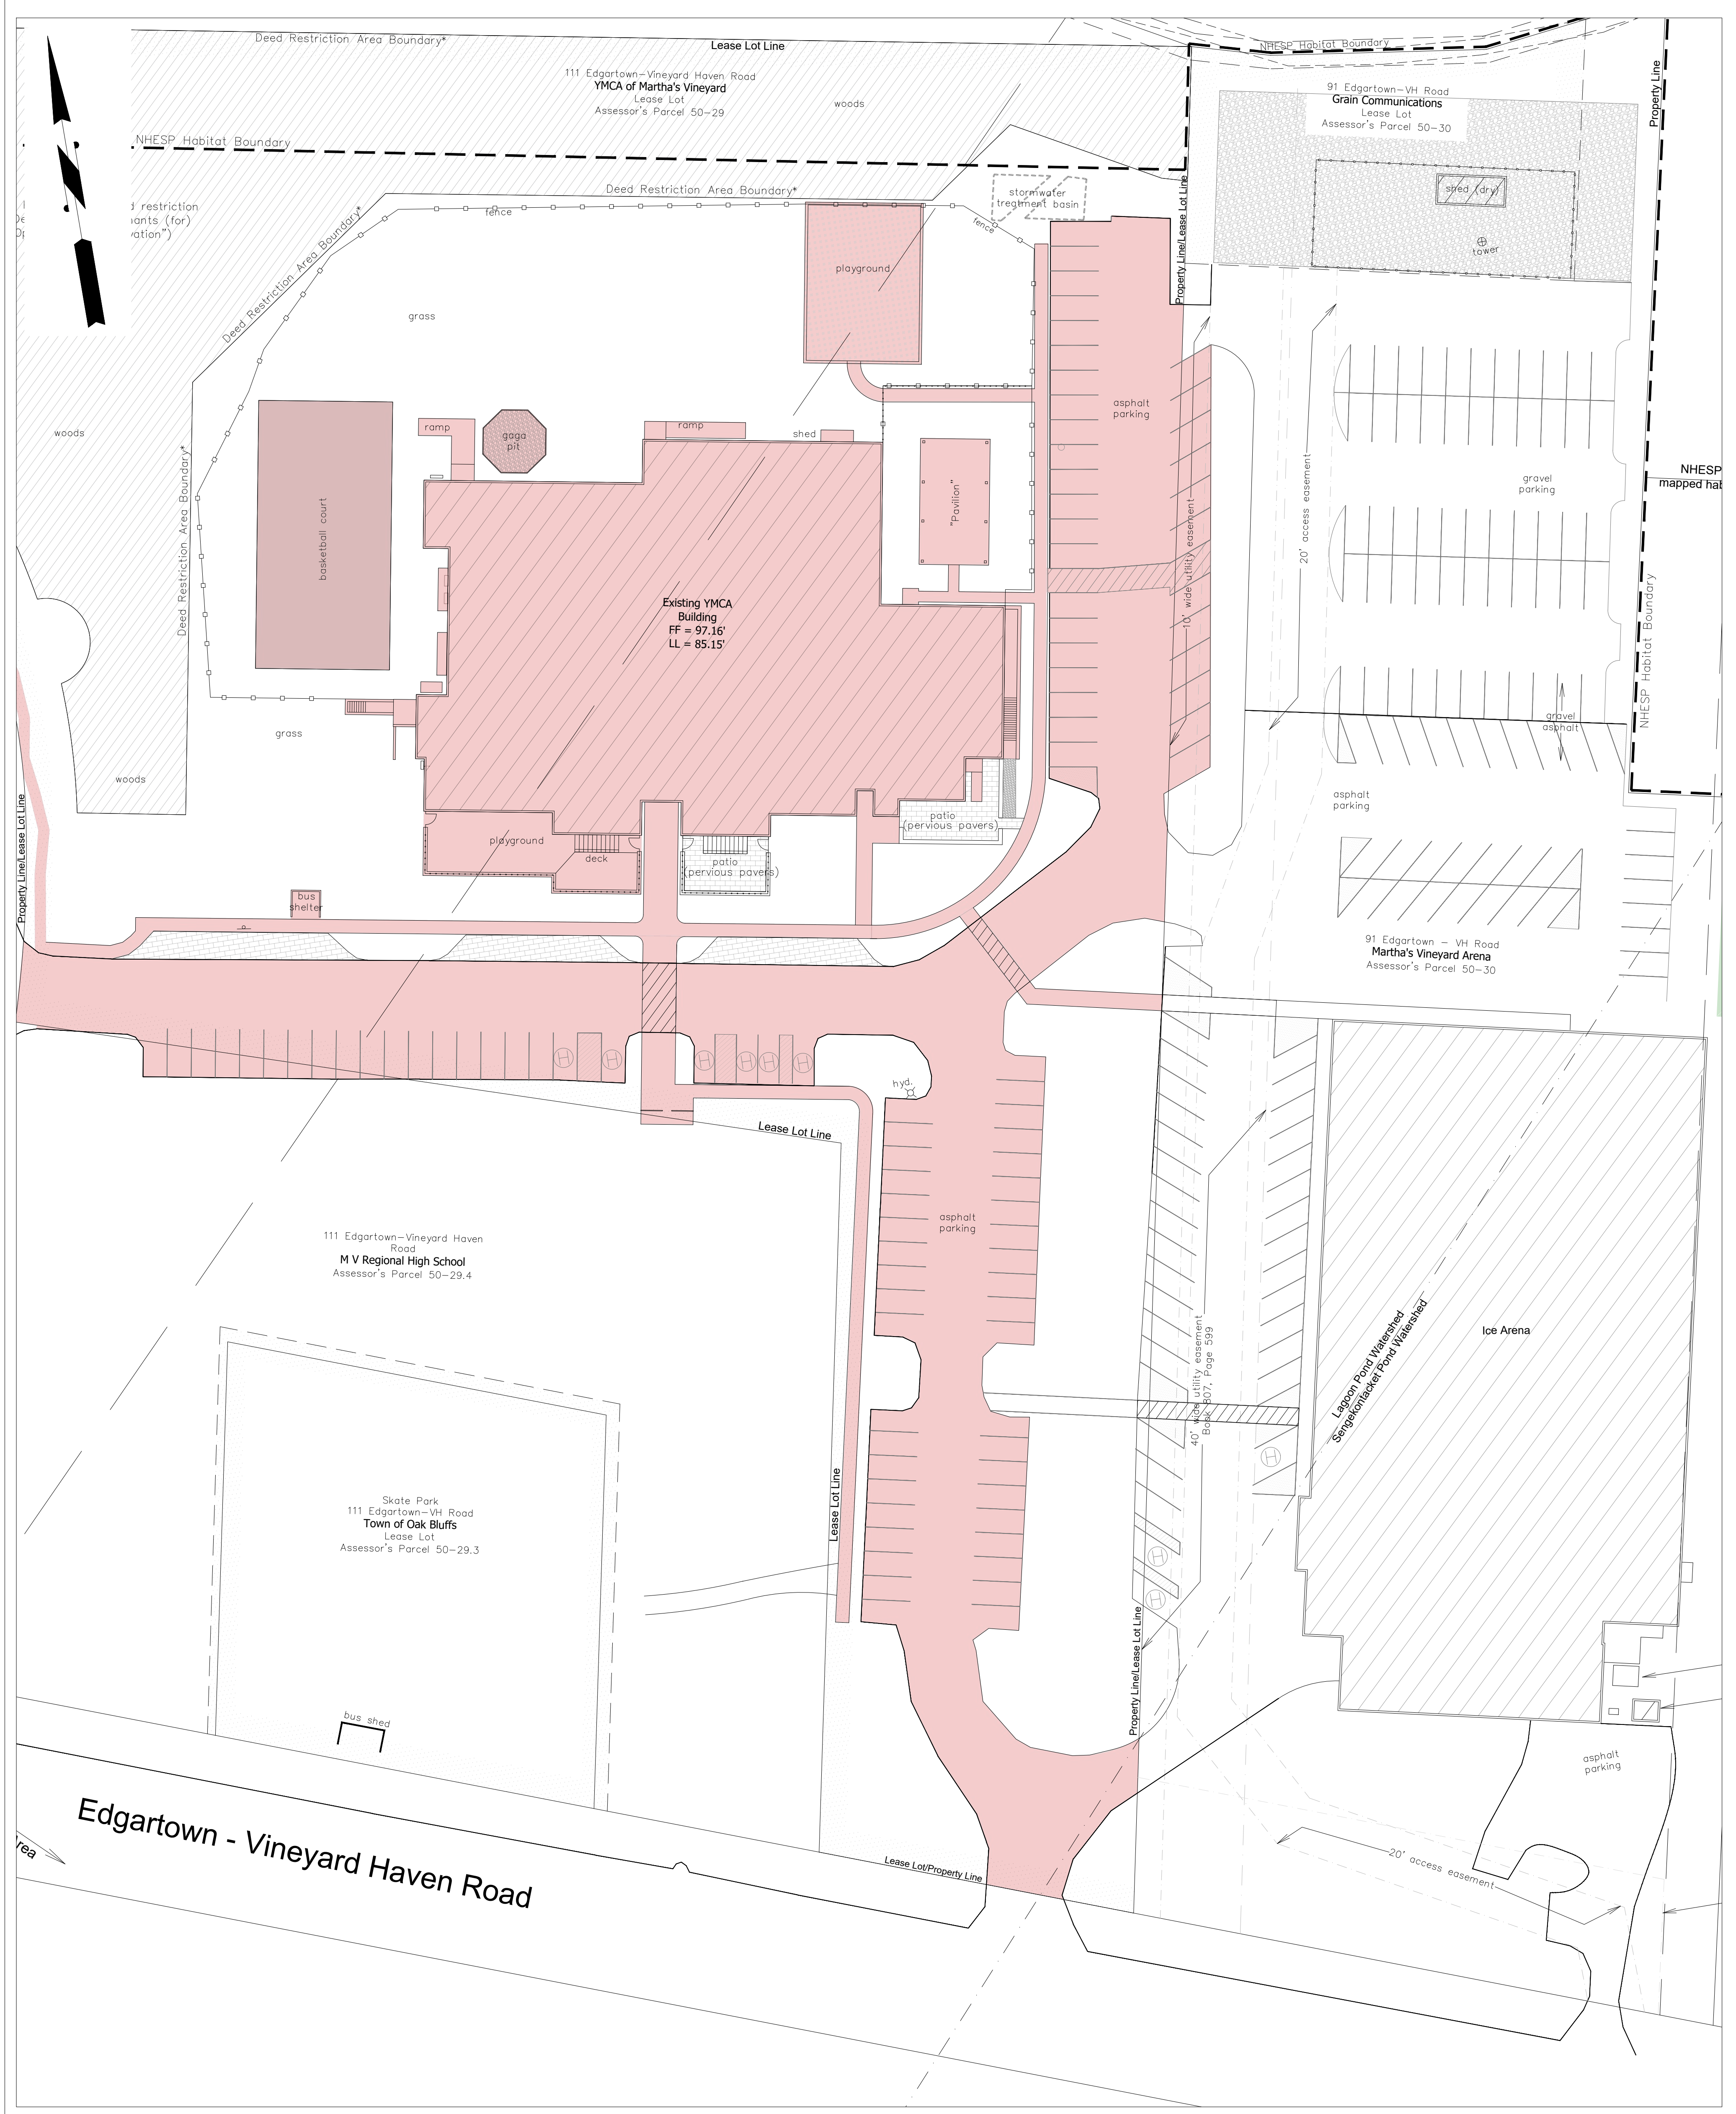 Deed Restriction Area Boundary*
Lease Lot Line
NHESP Habitat Boundary
111 Edgartown-Vineyard Haven Road
YMCA of Martha's Vineyard
Lease Lot
Assessor's Parcel 50-29
woods
91 Edgartown-VH Road
Grain Communications
Lease Lot
Assessor's Parcel 50-30
Property Line
NHESP Habitat Boundary
Deed Restriction Area Boundary*
stormwater
treatment basin
shed (dry)
d restriction
ants (for)
vation")
fence
fence
Property Line/Lease Lot Line
tower
Deed Restriction Area Boundary*
playground
grass
asphalt
parking
woods
ramp
gaga
pit
ramp
shed
20' access easement
gravel
parking
NHESP
mapped hab
basketball court
"Pavilion"
10' wide utility easement
Deed Restriction Area Boundary*
Existing YMCA
Building
FF = 97.16'
LL = 85.15'
NHESP Habitat Boundary
grass
gravel
asphalt
woods
asphalt
parking
Property Line/Lease Lot Line
patio
(pervious pavers)
playground
deck
patio
(pervious pavers)
bus
shelter
91 Edgartown - VH Road
Martha's Vineyard Arena
Assessor's Parcel 50-30
H
H
H
H
H
H
hyd.
Lease Lot Line
asphalt
parking
111 Edgartown-Vineyard Haven
Road
M V Regional High School
Assessor's Parcel 50-29.4
40' wide utility easement
Book 807, Page 599
Lagoon Pond Watershed
Sengekontacket Pond Watershed
Ice Arena
H
Lease Lot Line
Skate Park
111 Edgartown-VH Road
Town of Oak Bluffs
Lease Lot
Assessor's Parcel 50-29.3
H
H
Property Line/Lease Lot Line
bus shed
asphalt
parking
Edgartown - Vineyard Haven Road
rea
Lease Lot/Property Line
20' access easement